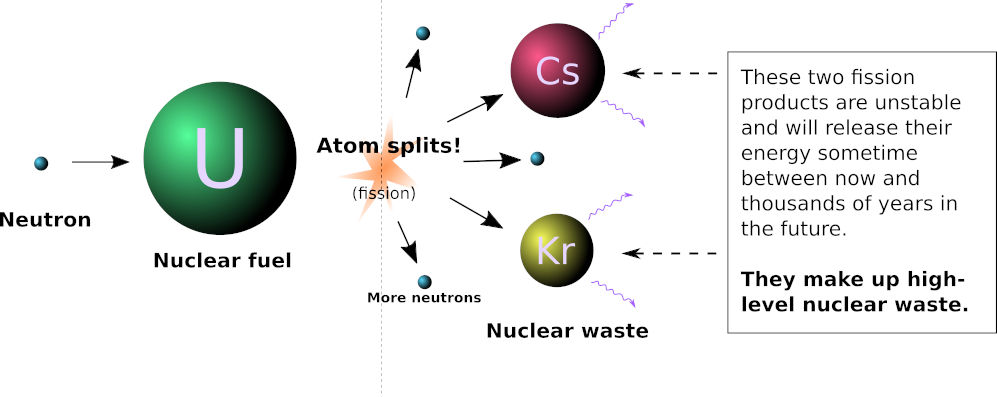 Neutron
U
Nuclear fuel
Atom splits!
(fission)
More neutrons
Cs
Kr
Nuclear waste
These two fission
products are unstable
and will release their
energy sometime
between now and
thousands of years in
the future.
They make up high-
level nuclear waste.